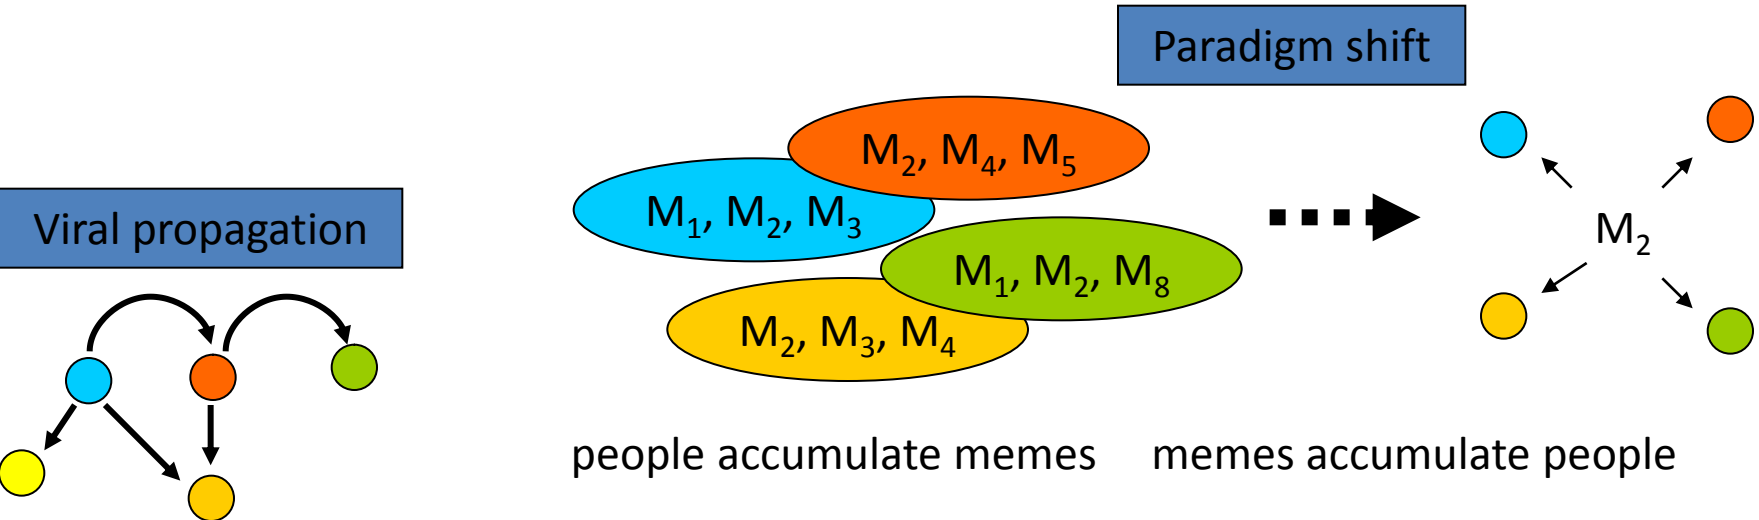 Paradigm shift
M₂, M₄, M₅
M₁, M₂, M₃
Viral propagation
M₂
M₁, M₂, M₈
M₂, M₃, M₄
people accumulate memes
memes accumulate people